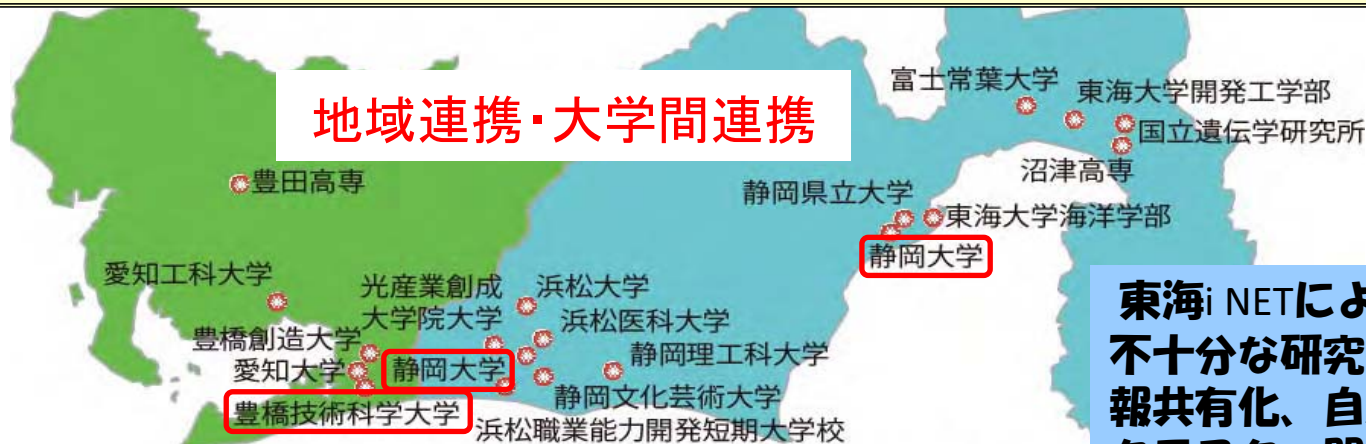 地域連携・大学間連携
富士常葉大学
東海大学開発工学部
国立遺伝学研究所
沼津高専
豊田高専
静岡県立大学
東海大学海洋学部
静岡大学
愛知工科大学
光産業創成
大学院大学
浜松大学
浜松医科大学
豊橋創造大学
静岡理工科大学
愛知大学
静岡大学
静岡文化芸術大学
豊橋技術科学大学
浜松職業能力開発短期大学校
東海i NETによ
不十分な研究
報共有化、自